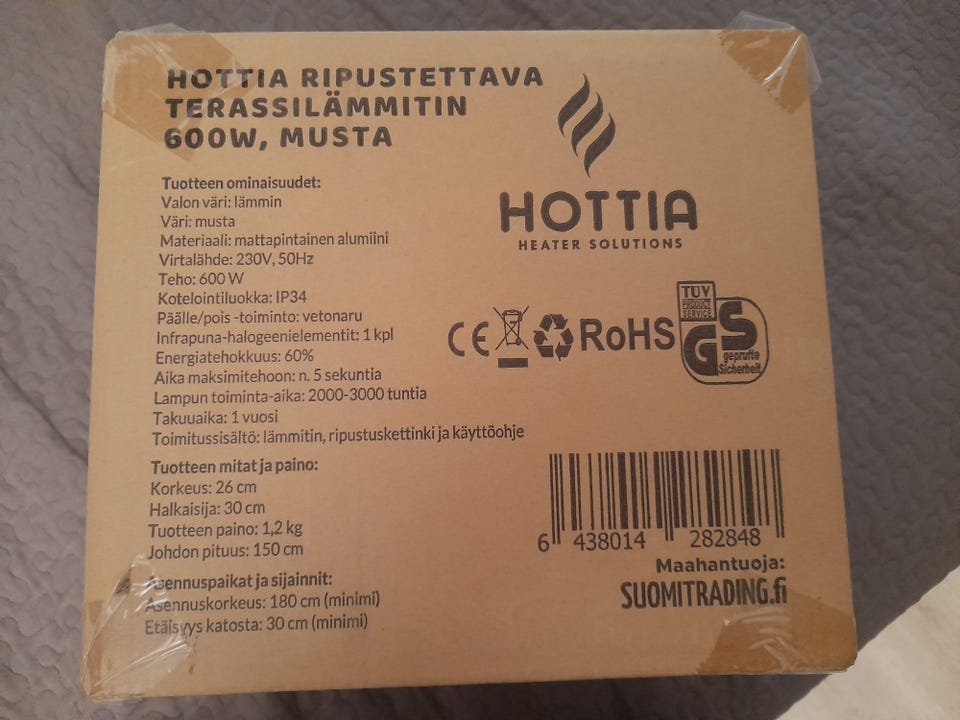 HOTTIA RIPUSTETTAVA
TERASSILÄMMITIN
600W, MUSTA
Tuotteen ominaisuudet:
Valon väri: lämmin
Väri: musta
Materiaali: mattapintainen alumiini
Virtalähde: 230V, 50Hz
Teho: 600 W
Kotelointiluokka: IP34
Päälle/pois -toiminto: vetonaru
Infrapuna-halogeenielementit: 1 kpl
Energiatehokkuus: 60%
Aika maksimitehoon: n. 5 sekuntia
Lampun toiminta-aika: 2000-3000 tuntia
Takuuaika: 1 vuosi
Toimitussisältö: lämmitin, ripustuskettinki ja käyttöohje
Tuotteen mitat ja paino:
Korkeus: 26 cm
Halkaisija: 30 cm
Tuotteen paino: 1,2 kg
Johdon pituus: 150 cm
Asennuspaikat ja sijainnit:
Asennuskorkeus: 180 cm (minimi)
Etäisyys katosta: 30 cm (minimi)
HOTTIA
HEATER SOLUTIONS
CE RoHS
TÜV
PRODUCT
SERVICE
GS
geprüfte
Sicherheit
6 438014 282848
Maahantuoja:
SUOMITRADING.fi